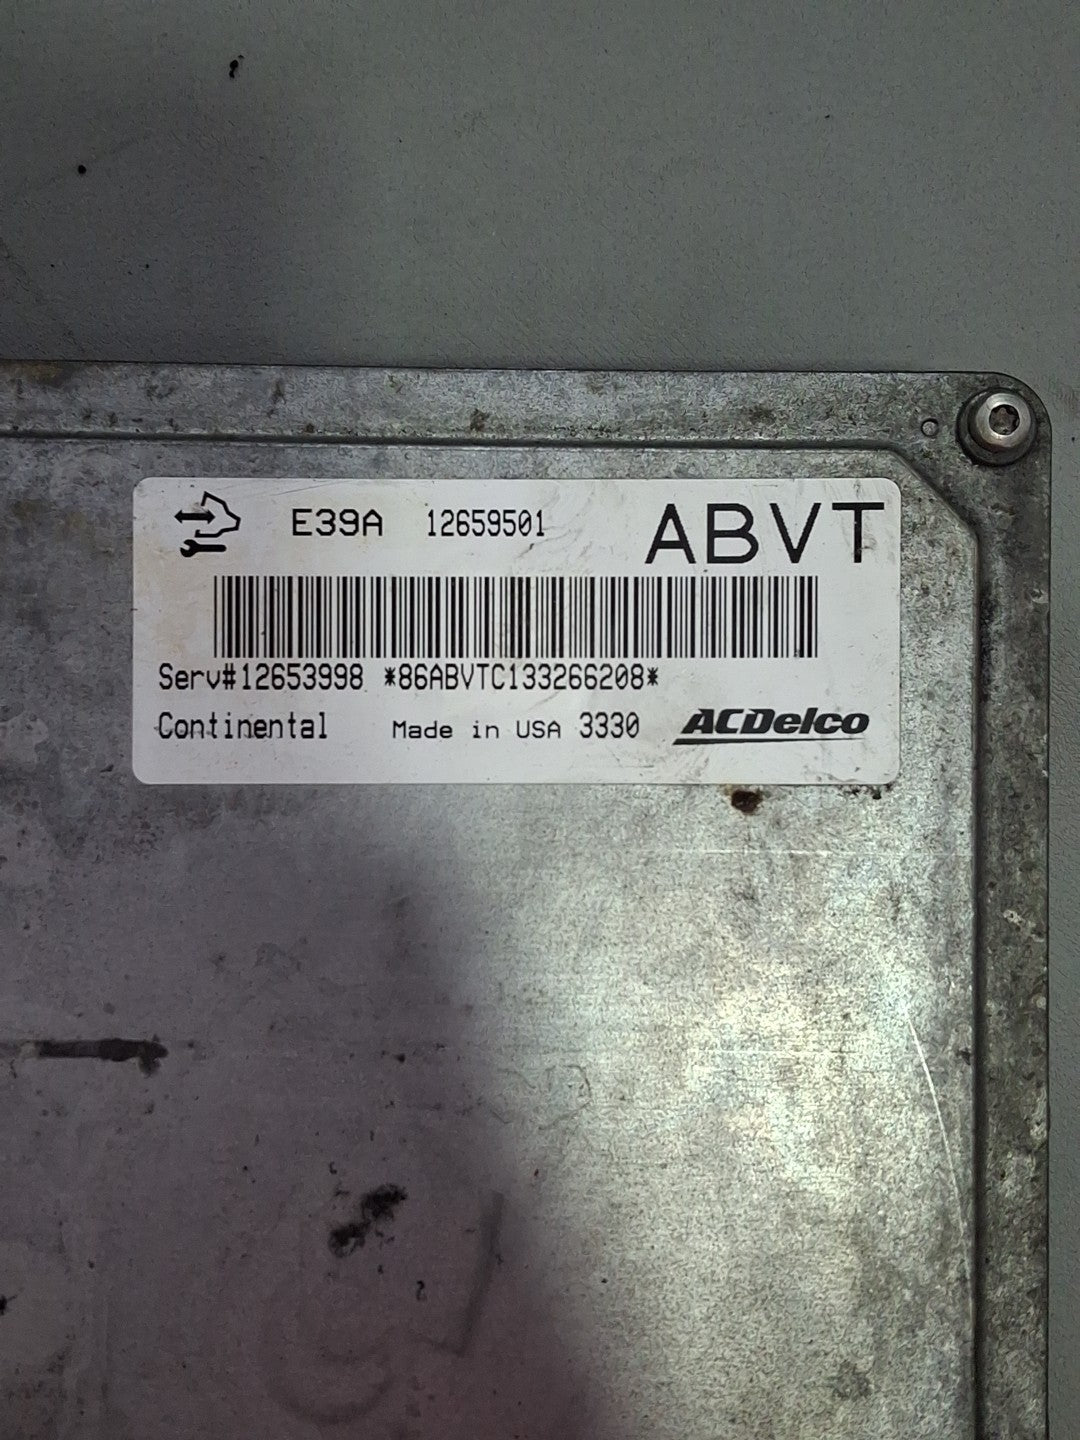 E39A 12659501 ABVT
Serv#12653998 *86ABVTC133266208*
Continental Made in USA 3330 ACDelco